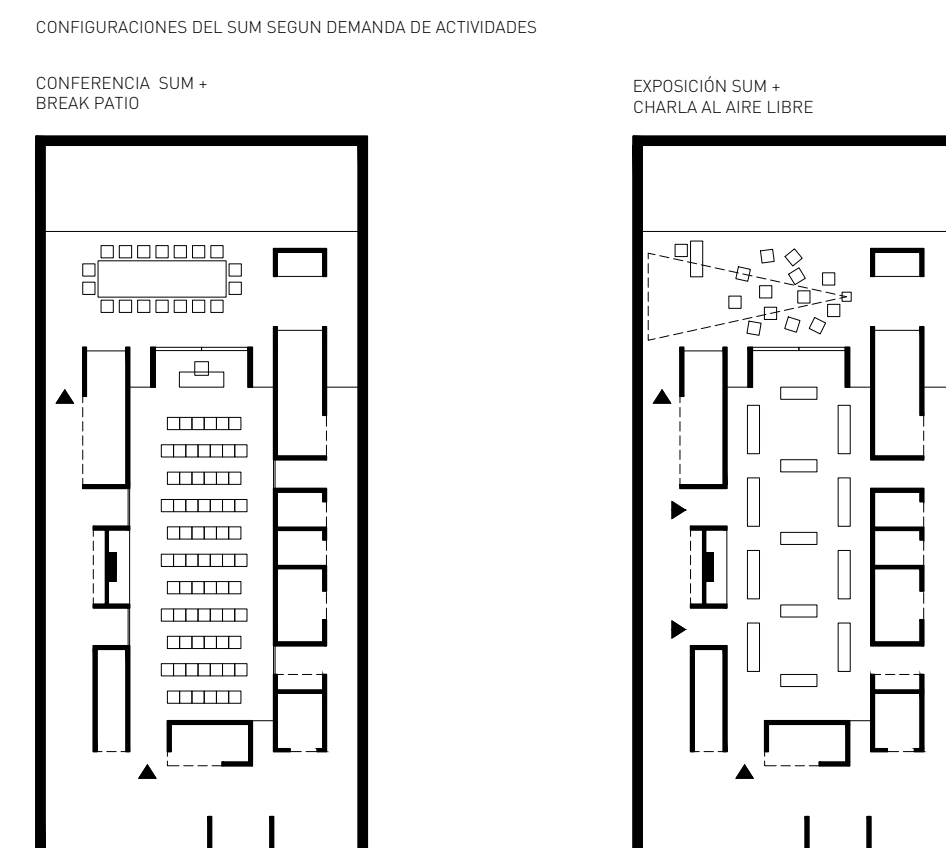 CONFIGURACIONES DEL SUM SEGUN DEMANDA DE ACTIVIDADES
CONFERENCIA  SUM +
BREAK PATIO
EXPOSICIÓN SUM +
CHARLA AL AIRE LIBRE